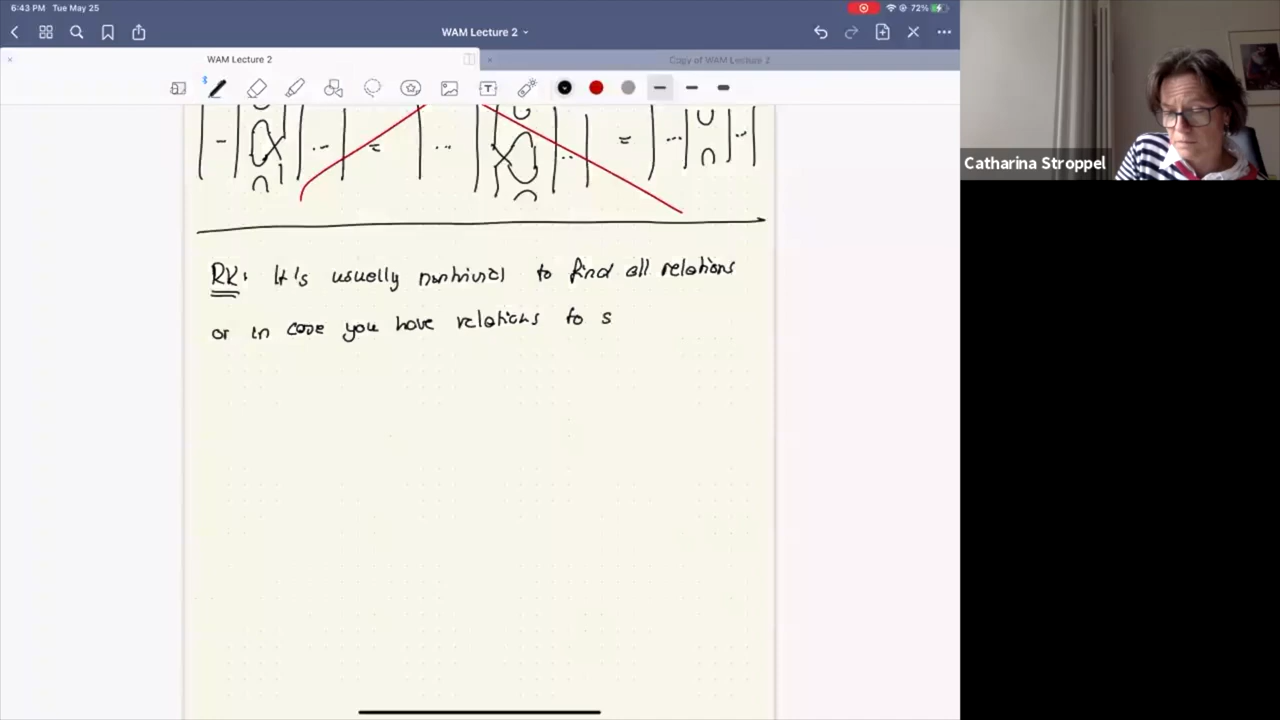 6:43 PM Tue May 25
72%
WAM Lecture 2
WAM Lecture 2
Copy of WAM Lecture 2
T
Catharina Stroppel
= =
RK: It's usually nontrivial to find all relations
or in case you have relations to s